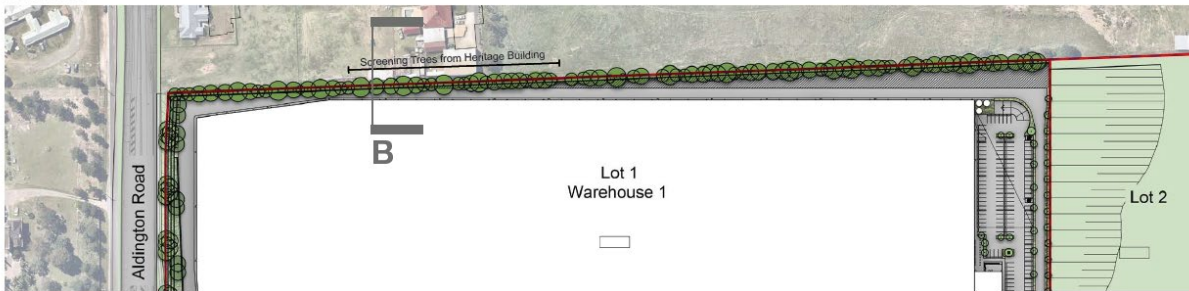 Screening Trees from Heritage Building
B
Aldington Road
Lot 1
Warehouse 1
Lot 2